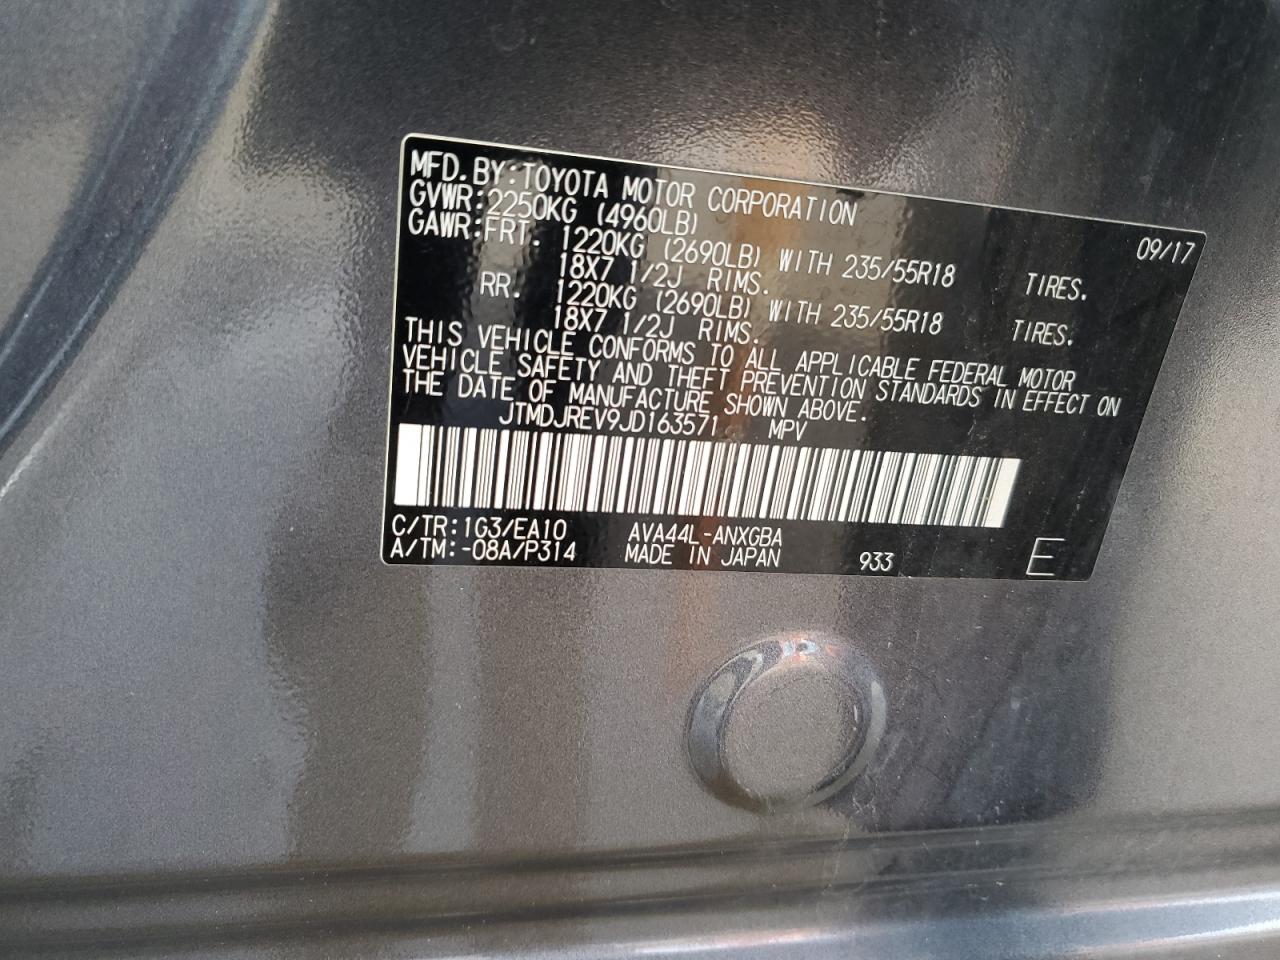 MFD. BY: TOYOTA MOTOR CORPORATION 09/17
GVWR: 2250KG (4960LB)
GAWR: FRT. 1220KG (2690LB) WITH 235/55R18 TIRES.
18X7 1/2J RIMS.
RR. 1220KG (2690LB) WITH 235/55R18 TIRES.
18X7 1/2J RIMS.
THIS VEHICLE CONFORMS TO ALL APPLICABLE FEDERAL MOTOR
VEHICLE SAFETY AND THEFT PREVENTION STANDARDS IN EFFECT ON
THE DATE OF MANUFACTURE SHOWN ABOVE.
JTMDJREV9JD163571 MPV
C/TR: 1G3/EA10 AVA44L-ANXGBA
A/TM: -08A/P314 MADE IN JAPAN 933 E